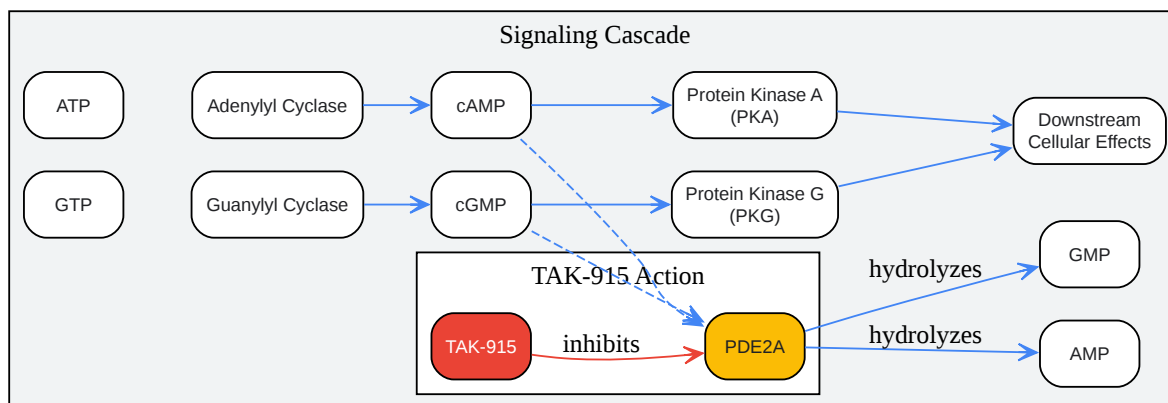 Signaling Cascade
ATP
Adenylyl Cyclase
cAMP
Protein Kinase A
(PKA)
Downstream
Cellular Effects
GTP
Guanylyl Cyclase
cGMP
Protein Kinase G
(PKG)
TAK-915 Action
TAK-915
inhibits
PDE2A
hydrolyzes
GMP
hydrolyzes
AMP